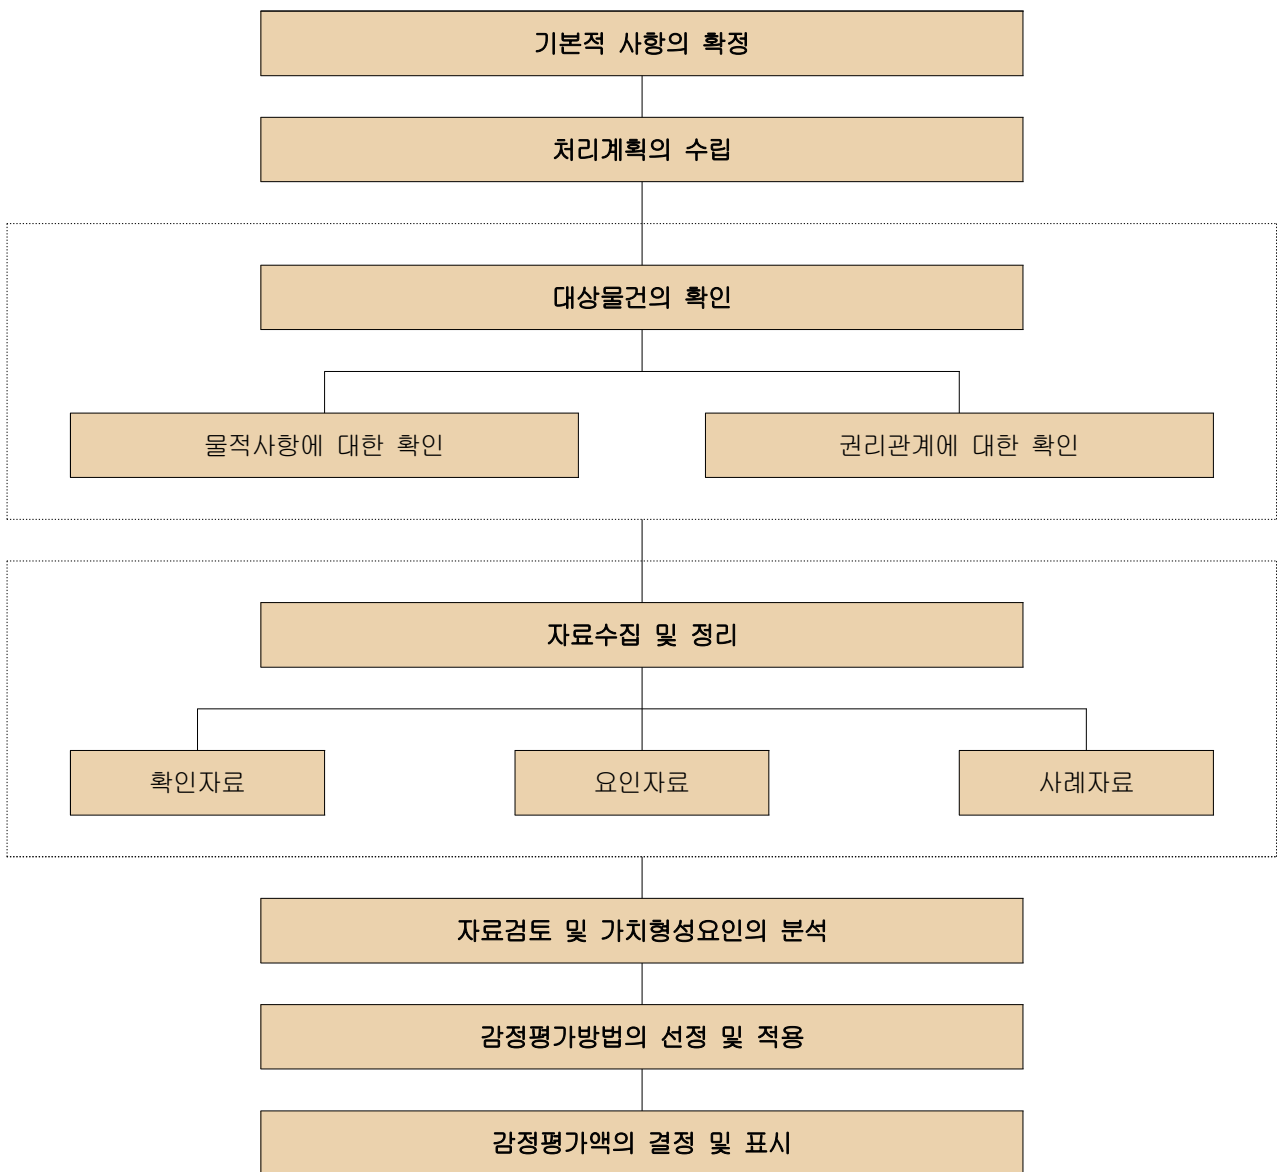 기본적 사항의 확정
처리계획의 수립
대상물건의 확인
물적사항에 대한 확인
권리관계에 대한 확인
자료수집 및 정리
확인자료
요인자료
사례자료
자료검토 및 가치형성요인의 분석
감정평가방법의 선정 및 적용
감정평가액의 결정 및 표시